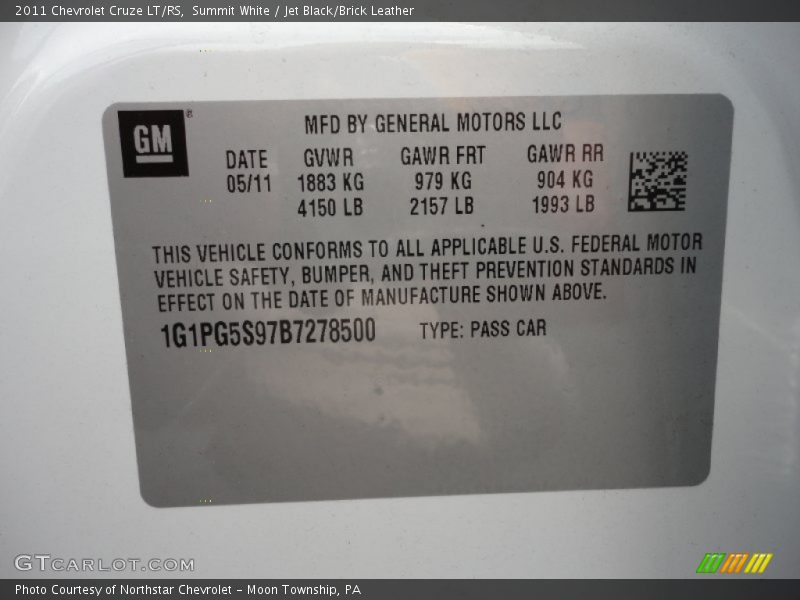 2011 Chevrolet Cruze LT/RS,  Summit White / Jet Black/Brick Leather
GM®
MFD BY GENERAL MOTORS LLC
DATE GVWR GAWR FRT GAWR RR
05/11 1883 KG 979 KG 904 KG
4150 LB 2157 LB 1993 LB
THIS VEHICLE CONFORMS TO ALL APPLICABLE U.S. FEDERAL MOTOR
VEHICLE SAFETY, BUMPER, AND THEFT PREVENTION STANDARDS IN
EFFECT ON THE DATE OF MANUFACTURE SHOWN ABOVE.
1G1PG5S97B7278500 TYPE: PASS CAR
GTCARLOT.COM
Photo Courtesy of Northstar Chevrolet - Moon Township, PA